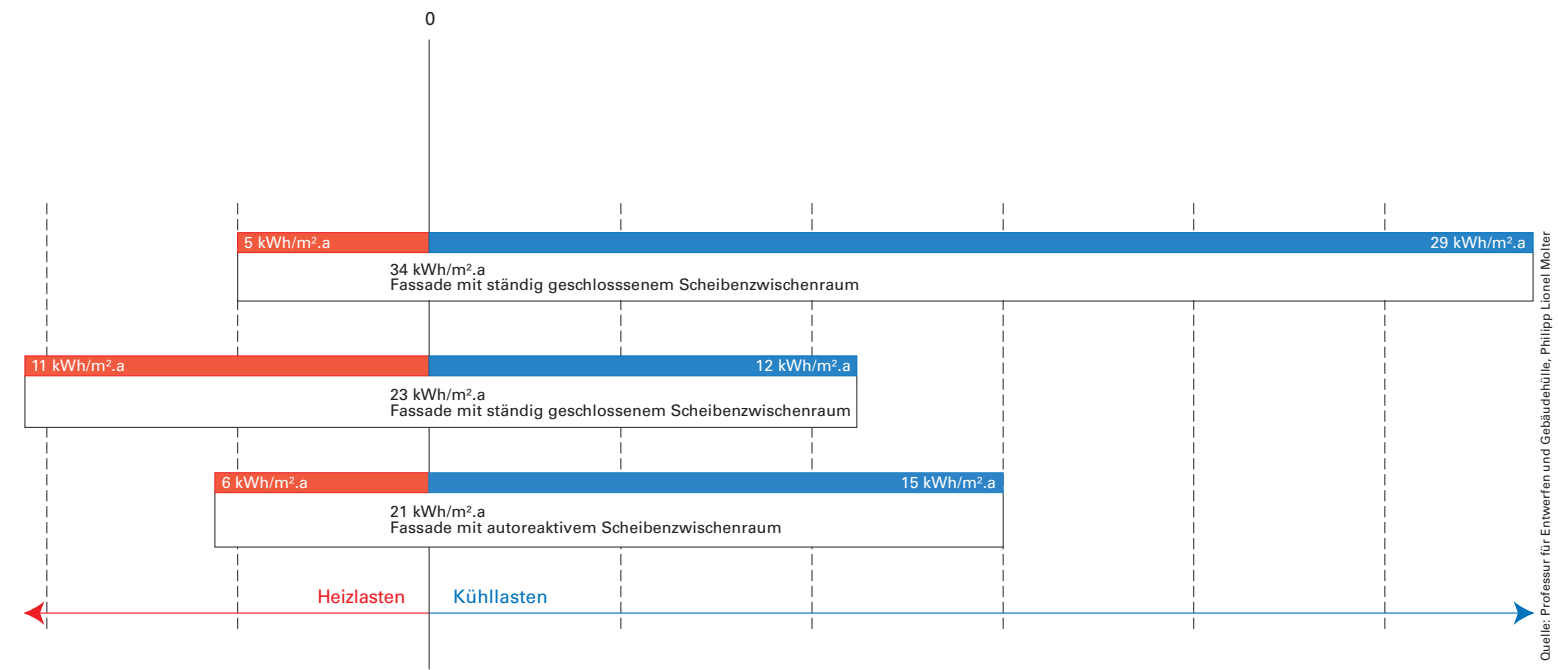 0
5 kWh/m².a
29 kWh/m².a
34 kWh/m².a
Fassade mit ständig geschlosssenem Scheibenzwischenraum
11 kWh/m².a
12 kWh/m².a
23 kWh/m².a
Fassade mit ständig geschlossenem Scheibenzwischenraum
6 kWh/m².a
15 kWh/m².a
21 kWh/m².a
Fassade mit autoreaktivem Scheibenzwischenraum
Heizlasten
Kühllasten
Quelle: Professur für Entwerfen und Gebäudehülle, Philipp Lionel Molter